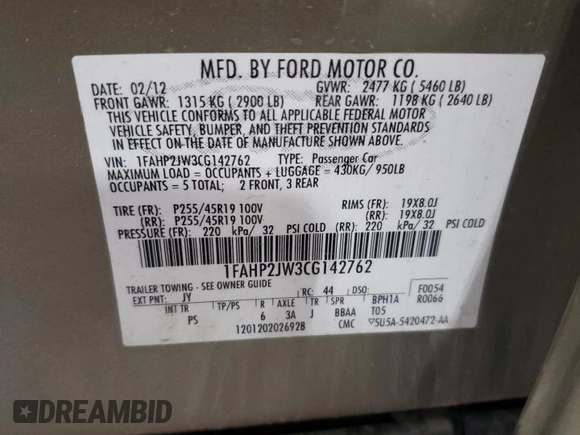 MFD. BY FORD MOTOR CO.
DATE: 02/12 GVWR: 2477 KG ( 5460 LB)
FRONT GAWR: 1315 KG ( 2900 LB) REAR GAWR: 1198 KG ( 2640 LB)
THIS VEHICLE CONFORMS TO ALL APPLICABLE FEDERAL MOTOR
VEHICLE SAFETY, BUMPER, AND THEFT PREVENTION STANDARDS
IN EFFECT ON THE DATE OF MANUFACTURE SHOWN ABOVE.
VIN: 1FAHP2JW3CG142762 TYPE: Passenger Car
MAXIMUM LOAD = OCCUPANTS + LUGGAGE = 430KG/ 950LB
OCCUPANTS = 5 TOTAL; 2 FRONT, 3 REAR
TIRE (FR): P255/45R19 100V RIMS (FR): 19X8.0J
(RR): P255/45R19 100V (RR): 19X8.0J
PRESSURE (FR): 220 kPa/ 32 PSI COLD (RR): 220 kPa/ 32 PSI COLD
1FAHP2JW3CG142762
TRAILER TOWING - SEE OWNER GUIDE RC: 44 DSO: F0054
EXT PNT: JY R0066
INT TR TP/PS R AXLE TR SPR BPH1A
PS 6 3A J BBAA T05
1201202026928 CMC ▽5U5A-5420472-AA
DREAMBID